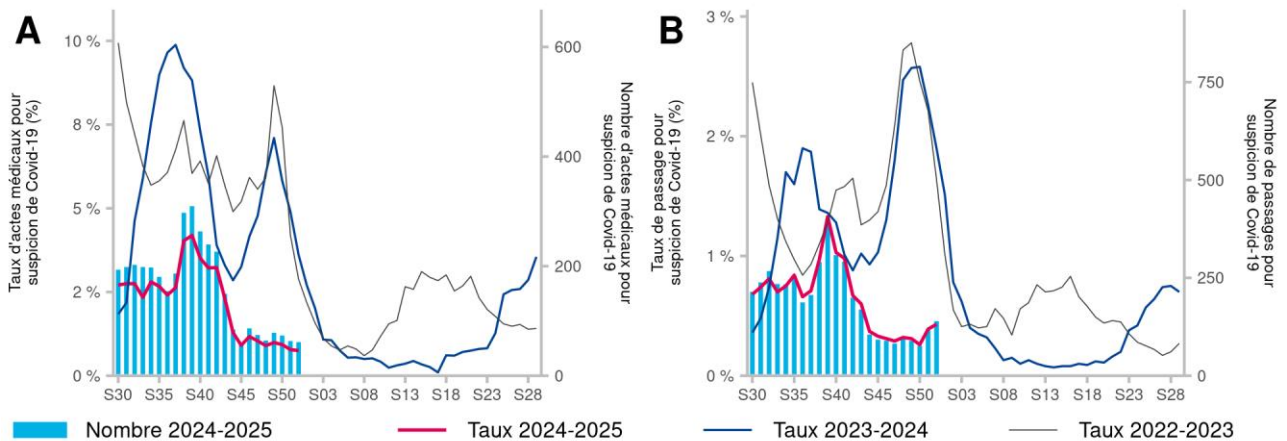 A
Taux d'actes médicaux pour
suspicion de Covid-19 (%)
10 %
8 %
5 %
2 %
0 %
600
400
200
0
Nombre d'actes médicaux pour
suspicion de Covid-19
S30 S35 S40 S45 S50 S03 S08 S13 S18 S23 S28
B
Taux de passage pour
suspicion de Covid-19 (%)
3 %
2 %
1 %
0 %
750
500
250
0
Nombre de passages pour
suspicion de Covid-19
S30 S35 S40 S45 S50 S03 S08 S13 S18 S23 S28
Nombre 2024-2025 Taux 2024-2025 Taux 2023-2024 Taux 2022-2023